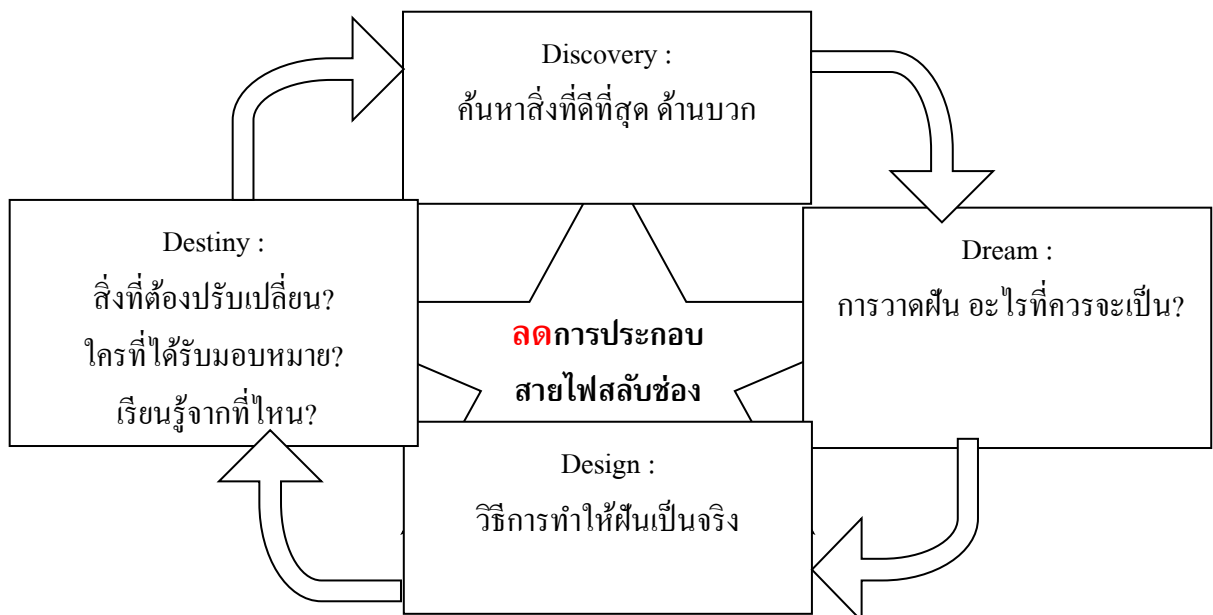 Discovery :
ค้นหาสิ่งที่ดีที่สุด ด้านบวก
Dream :
การวาดฝัน อะไรที่ควรจะเป็น?
Design :
วิธีการทำให้ฝันเป็นจริง
Destiny :
สิ่งที่ต้องปรับเปลี่ยน?
ใครที่ได้รับมอบหมาย?
เรียนรู้จากที่ไหน?
ลดการประกอบ
สายไฟสลับช่อง